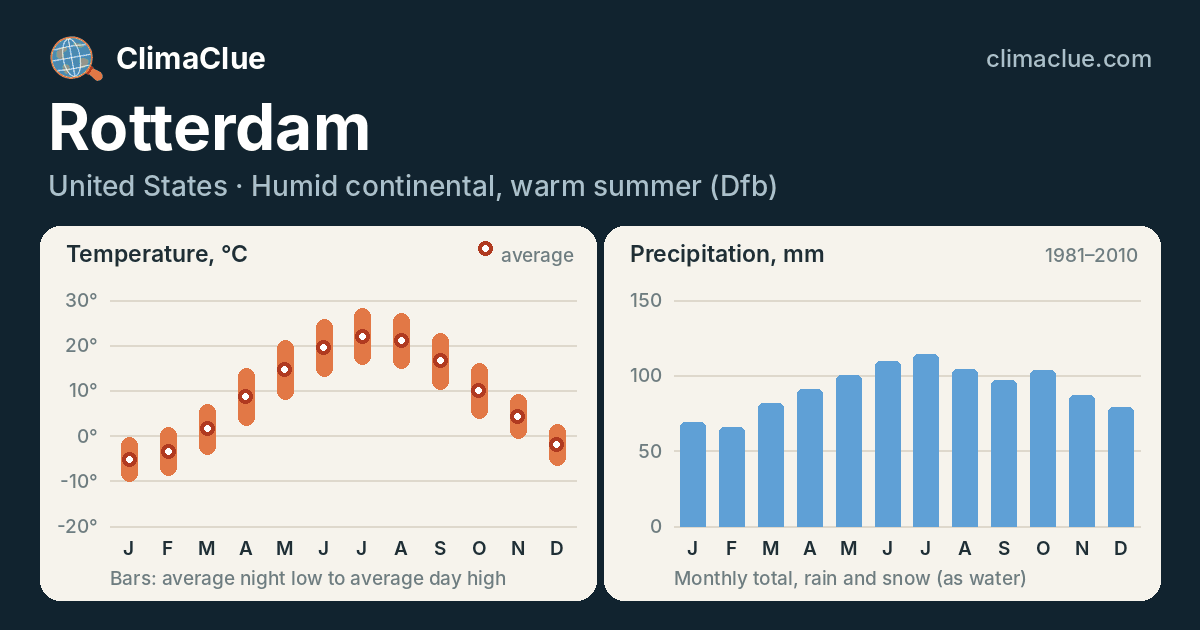 ClimaClue
climaclue.com
Rotterdam
United States · Humid continental, warm summer (Dfb)
Temperature, °C
average
30°
20°
10°
0°
-10°
-20°
J F M A M J J A S O N D
Bars: average night low to average day high
Precipitation, mm
1981–2010
150
100
50
0
J F M A M J J A S O N D
Monthly total, rain and snow (as water)